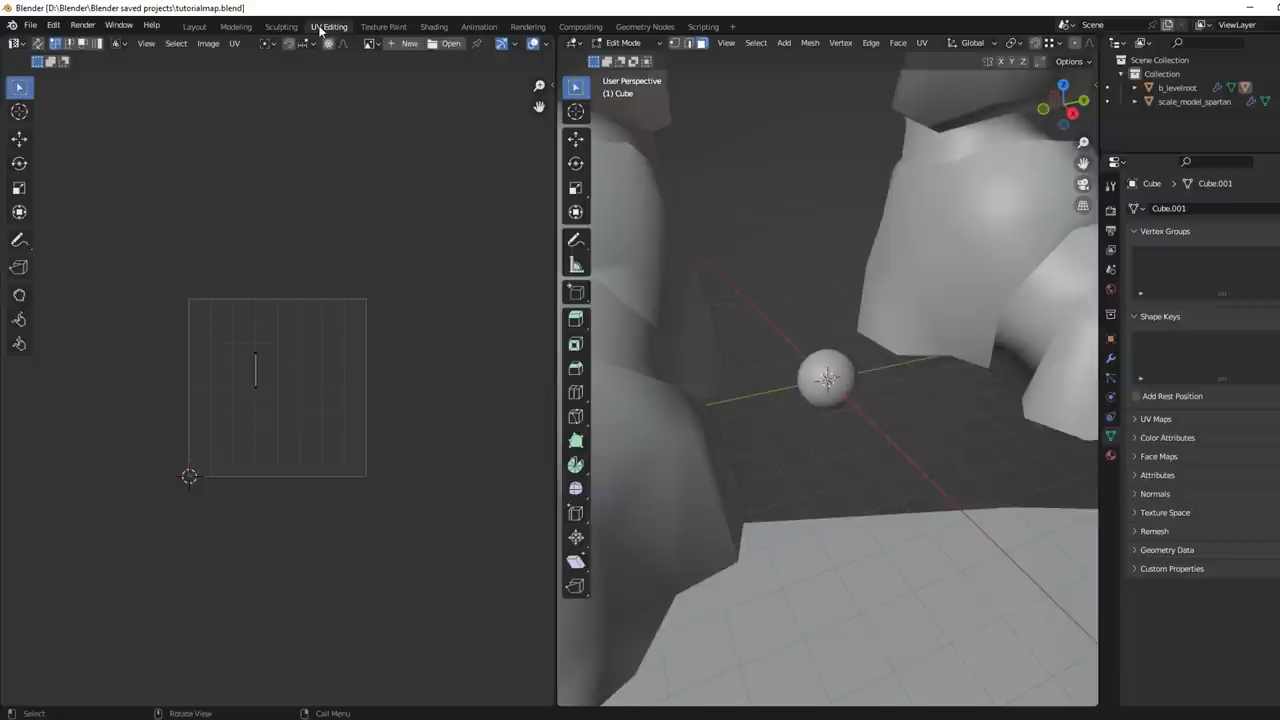 Blender [D:\Blender\Blender saved projects\tutorialmap.blend]
File Edit Render Window Help Layout Modeling Sculpting UV Editing Texture Paint Shading Animation Rendering Compositing Geometry Nodes Scripting + Scene ViewLayer
View Select Image UV New Open Edit Mode View Select Add Mesh Vertex Edge Face UV Global
X Y Z Options
User Perspective
(1) Cube
Scene Collection
Collection
b_levelroot
scale_model_spartan
Z
Y
X
Cube > Cube.001
Cube.001
Vertex Groups
Shape Keys
Add Rest Position
UV Maps
Color Attributes
Face Maps
Attributes
Normals
Texture Space
Remesh
Geometry Data
Custom Properties
Select Rotate View Call Menu